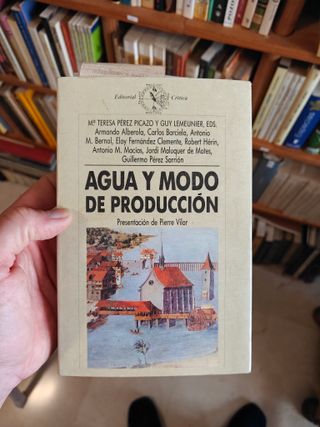 Editorial Crítica
Mª TERESA PÉREZ PICAZO Y GUY LEMEUNIER, EDS.
Armando Alberola, Carlos Barciela, Antonio
M. Bernal, Eloy Fernández Clemente, Robert Hérin,
Antonio M. Macías, Jordi Maluquer de Motes,
Guillermo Pérez Sarrión
AGUA Y MODO
DE PRODUCCIÓN
Presentación de Pierre Vilar